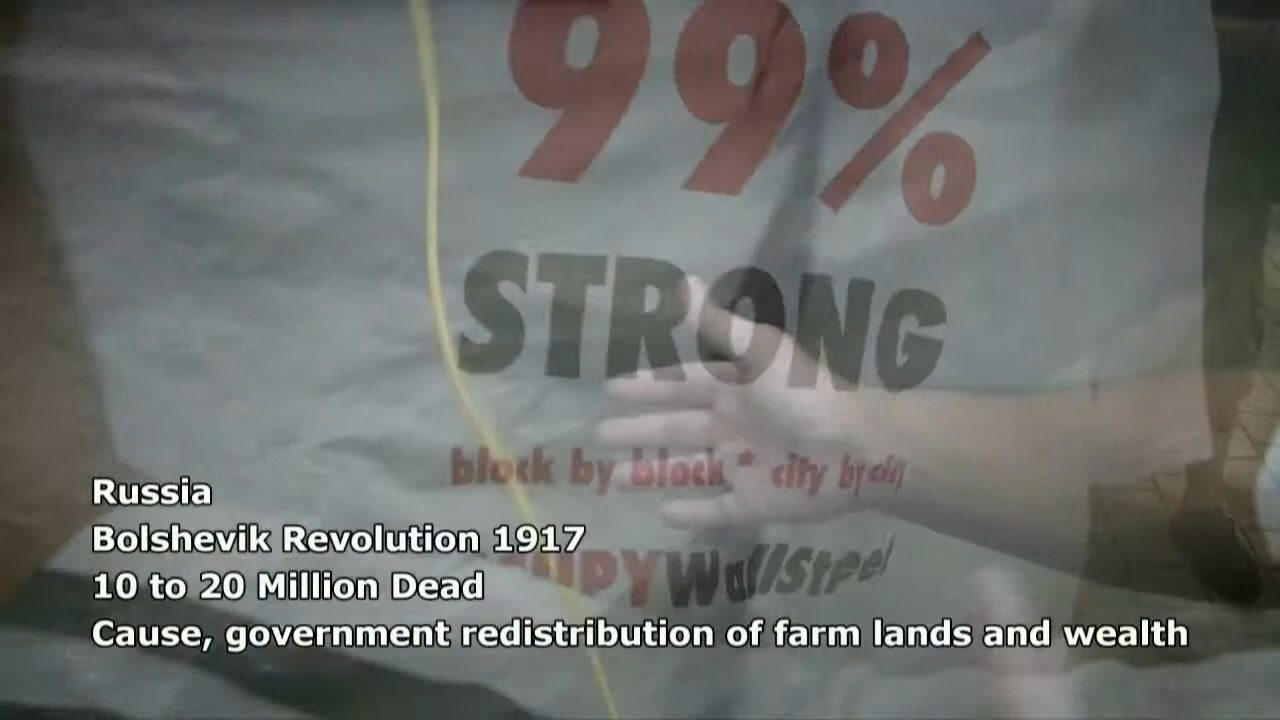 99%
STRONG
block by block * city by city
CUPYWallStreet
Russia
Bolshevik Revolution 1917
10 to 20 Million Dead
Cause, government redistribution of farm lands and wealth